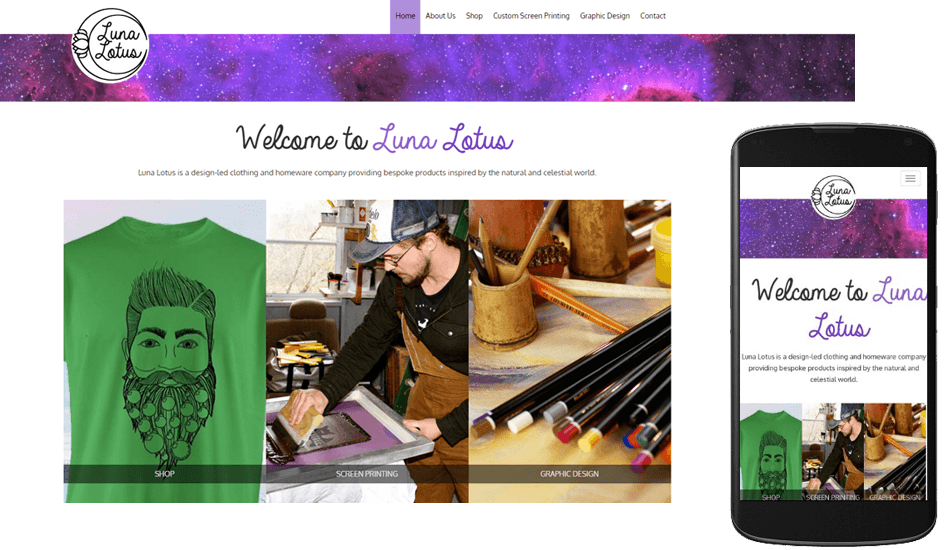 Luna
Lotus
Home About Us Shop Custom Screen Printing Graphic Design Contact
Welcome to Luna Lotus
Luna Lotus is a design-led clothing and homeware company providing bespoke products inspired by the natural and celestial world.
SHOP
SCREEN PRINTING
GRAPHIC DESIGN
Luna
Lotus
Welcome to Luna
Lotus
Luna Lotus is a design-led clothing and homeware company
providing bespoke products inspired by the natural and
celestial world.
SHOP
SCREEN PRINTING
GRAPHIC DESIGN